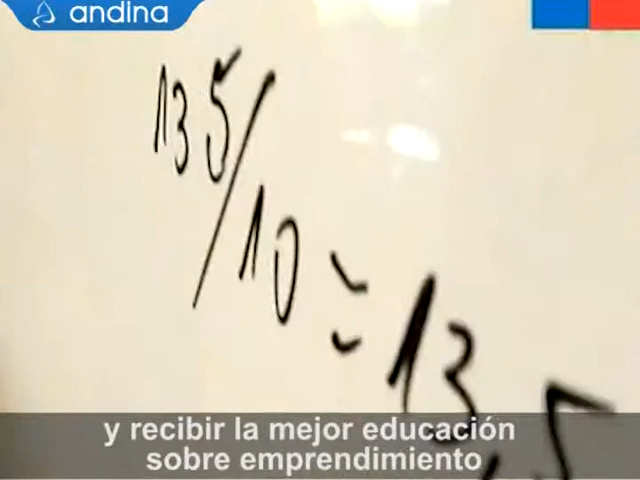 andina
135/10 = 13,5
y recibir la mejor educación
sobre emprendimiento